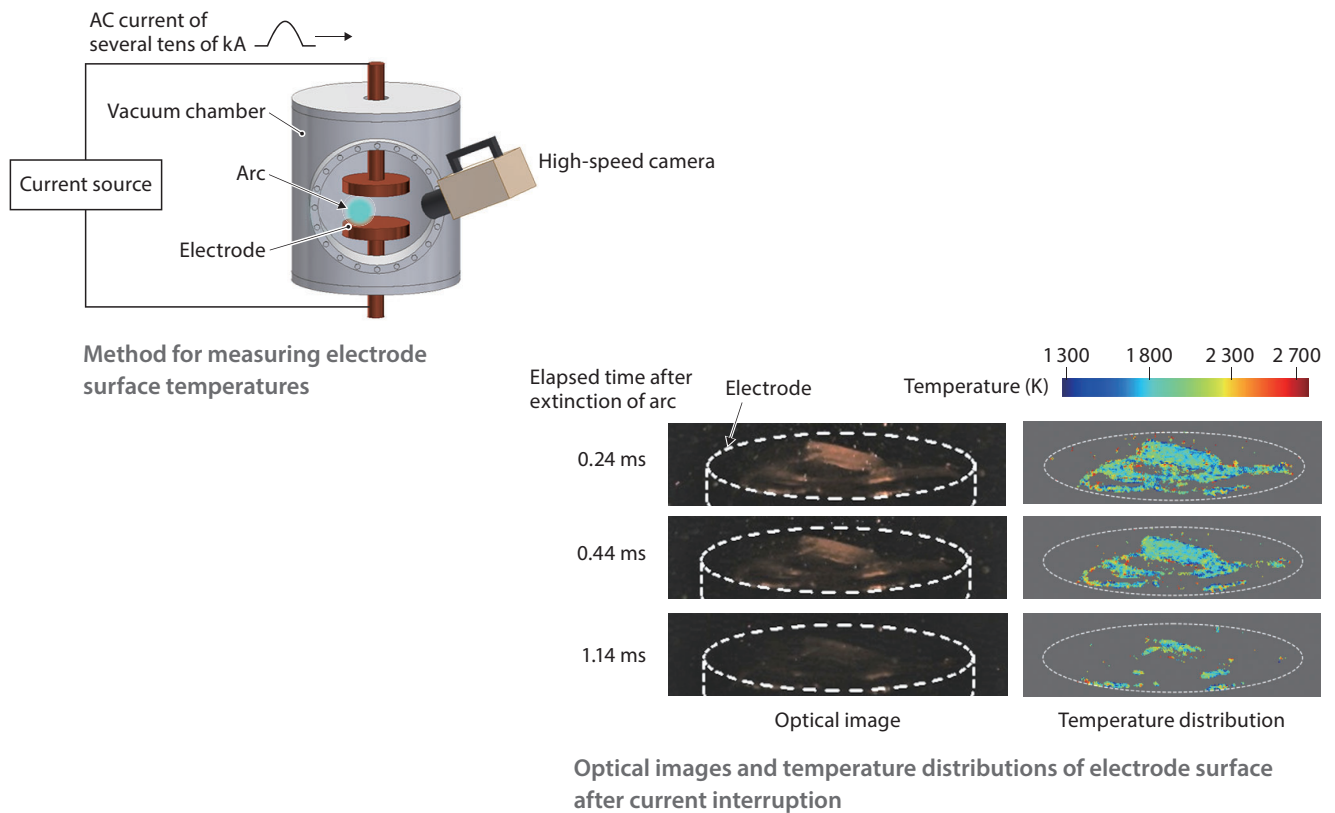 AC current of
several tens of kA
Vacuum chamber
High-speed camera
Arc
Current source
Electrode
Method for measuring electrode
surface temperatures
1 300 1 800 2 300 2 700
Temperature (K)
Elapsed time after
extinction of arc
Electrode
0.24 ms
0.44 ms
1.14 ms
Optical image
Temperature distribution
Optical images and temperature distributions of electrode surface
after current interruption